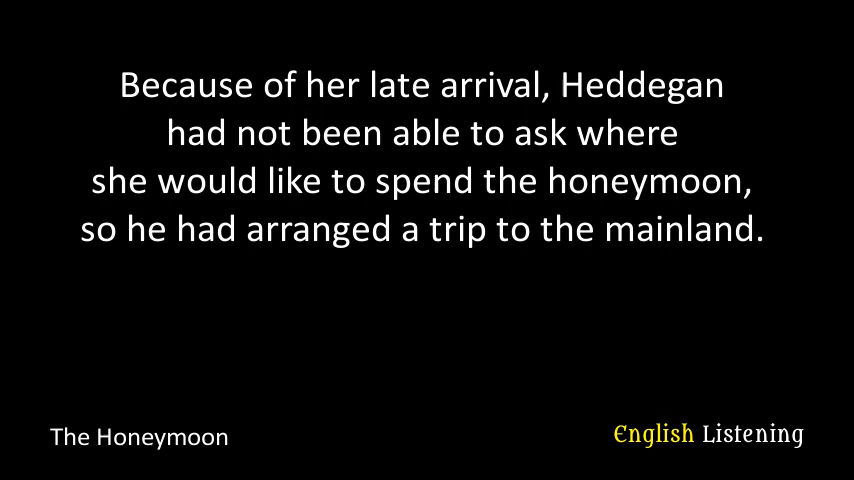 Because of her late arrival, Heddegan
had not been able to ask where
she would like to spend the honeymoon,
so he had arranged a trip to the mainland.
The Honeymoon
English Listening